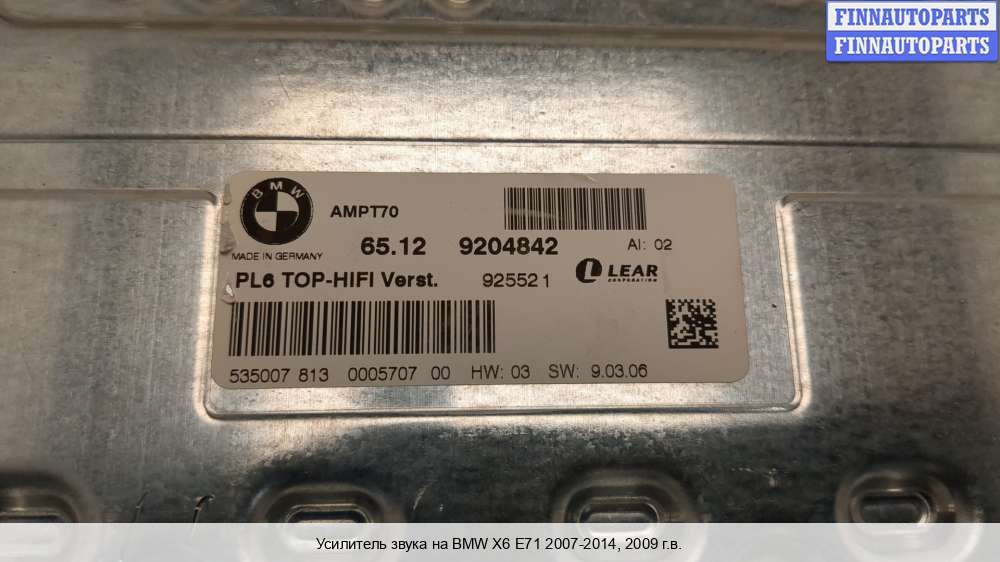 FINNAUTOPARTS
FINNAUTOPARTS
BMW
AMPT70
MADE IN GERMANY
65.12 9204842 AI: 02
PL6 TOP-HIFI Verst. 925521 LEAR
CORPORATION
535007 813 0005707 00 HW: 03 SW: 9.03.06
Усилитель звука на BMW X6 E71 2007-2014, 2009 г.в.